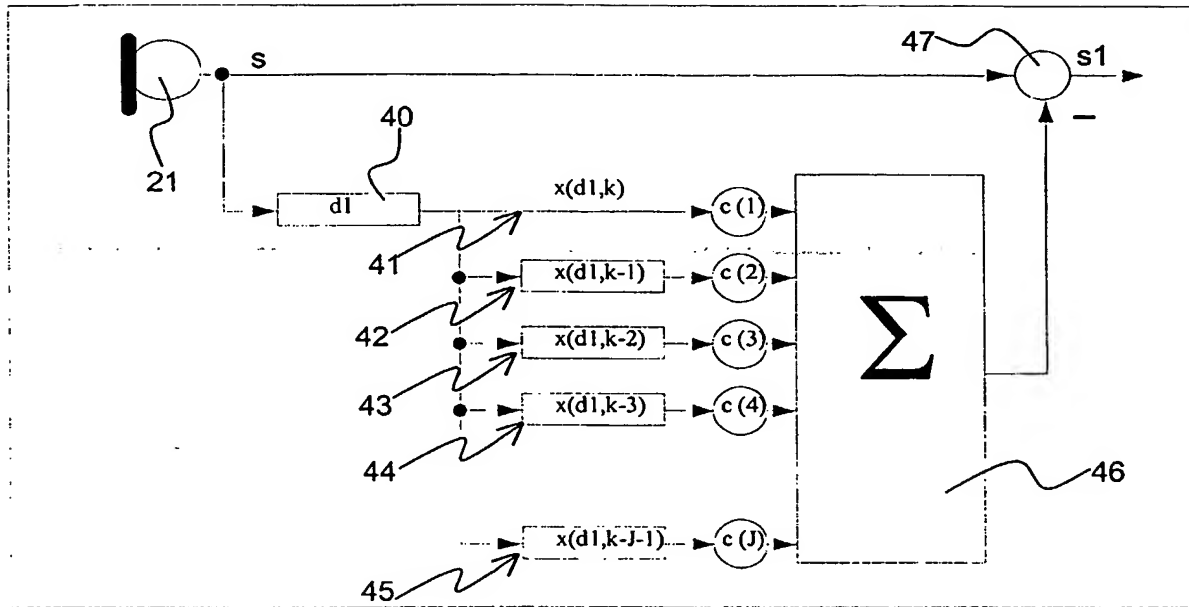 47
s
s1
40
−
21
d1
x(d1,k)
c(1)
41
x(d1,k-1)
c(2)
42
Σ
x(d1,k-2)
c(3)
43
x(d1,k-3)
c(4)
44
46
x(d1,k-J-1)
c(J)
45